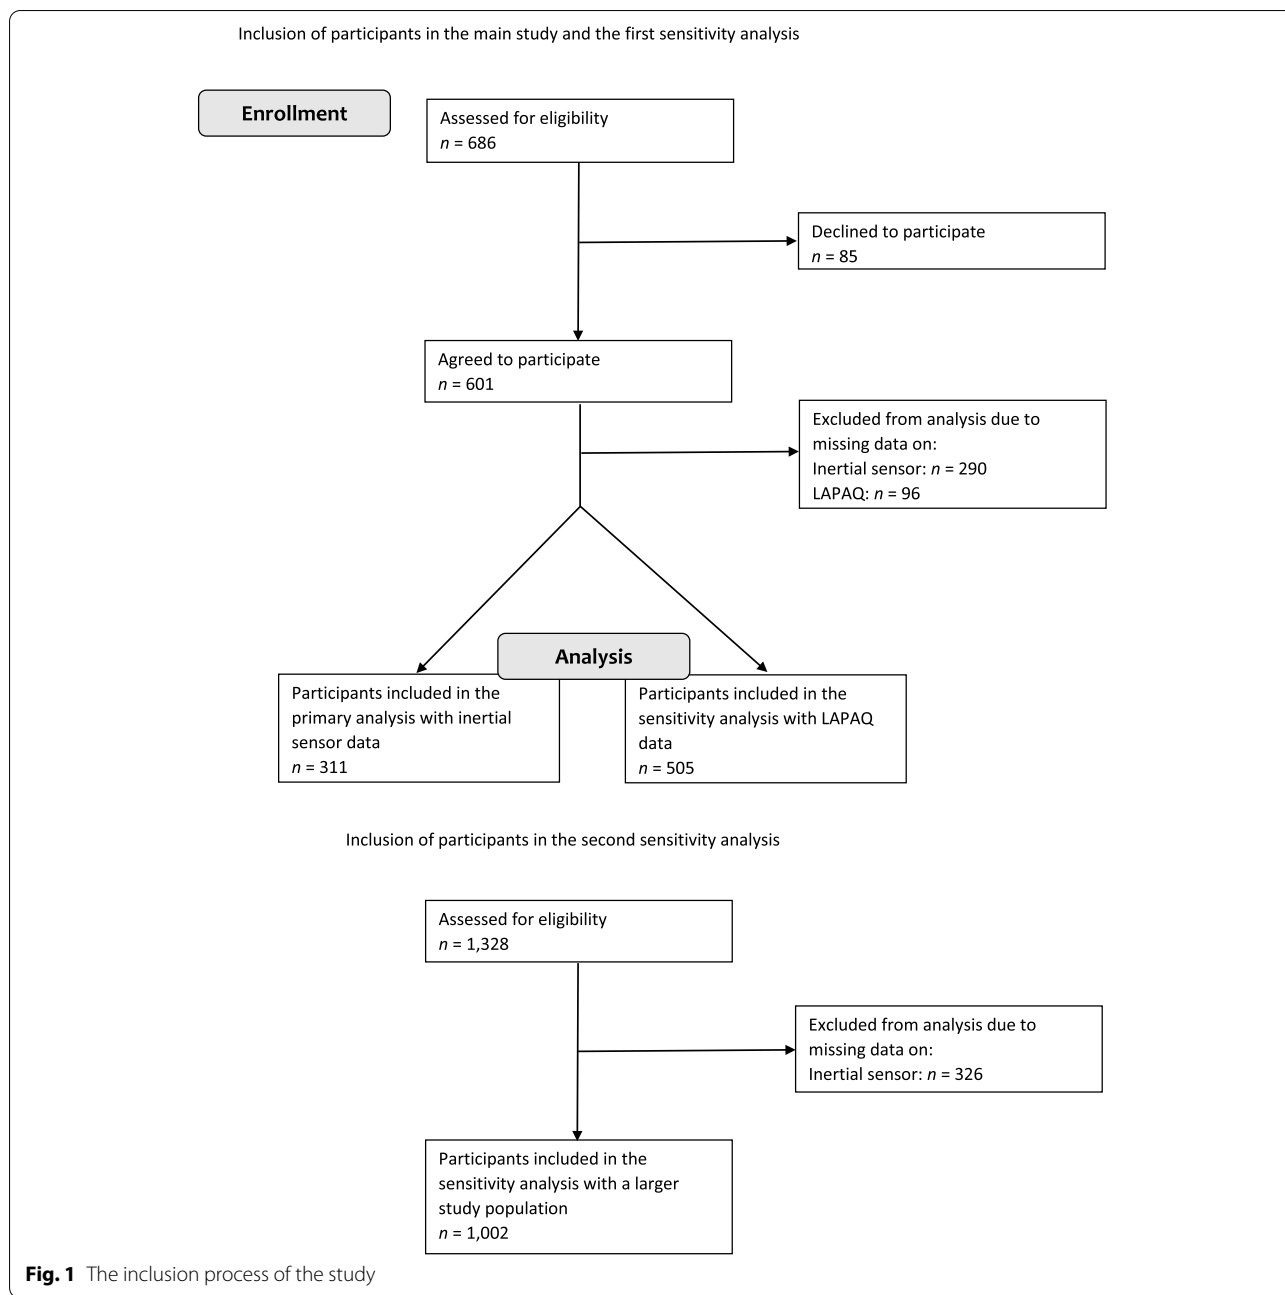 Inclusion of participants in the main study and the first sensitivity analysis
Enrollment
Assessed for eligibility
n = 686
Declined to participate
n = 85
Agreed to participate
n = 601
Excluded from analysis due to
missing data on:
Inertial sensor: n = 290
LAPAQ: n = 96
Analysis
Participants included in the
primary analysis with inertial
sensor data
n = 311
Participants included in the
sensitivity analysis with LAPAQ
data
n = 505
Inclusion of participants in the second sensitivity analysis
Assessed for eligibility
n = 1,328
Excluded from analysis due to
missing data on:
Inertial sensor: n = 326
Participants included in the
sensitivity analysis with a larger
study population
n = 1,002
Fig. 1 The inclusion process of the study